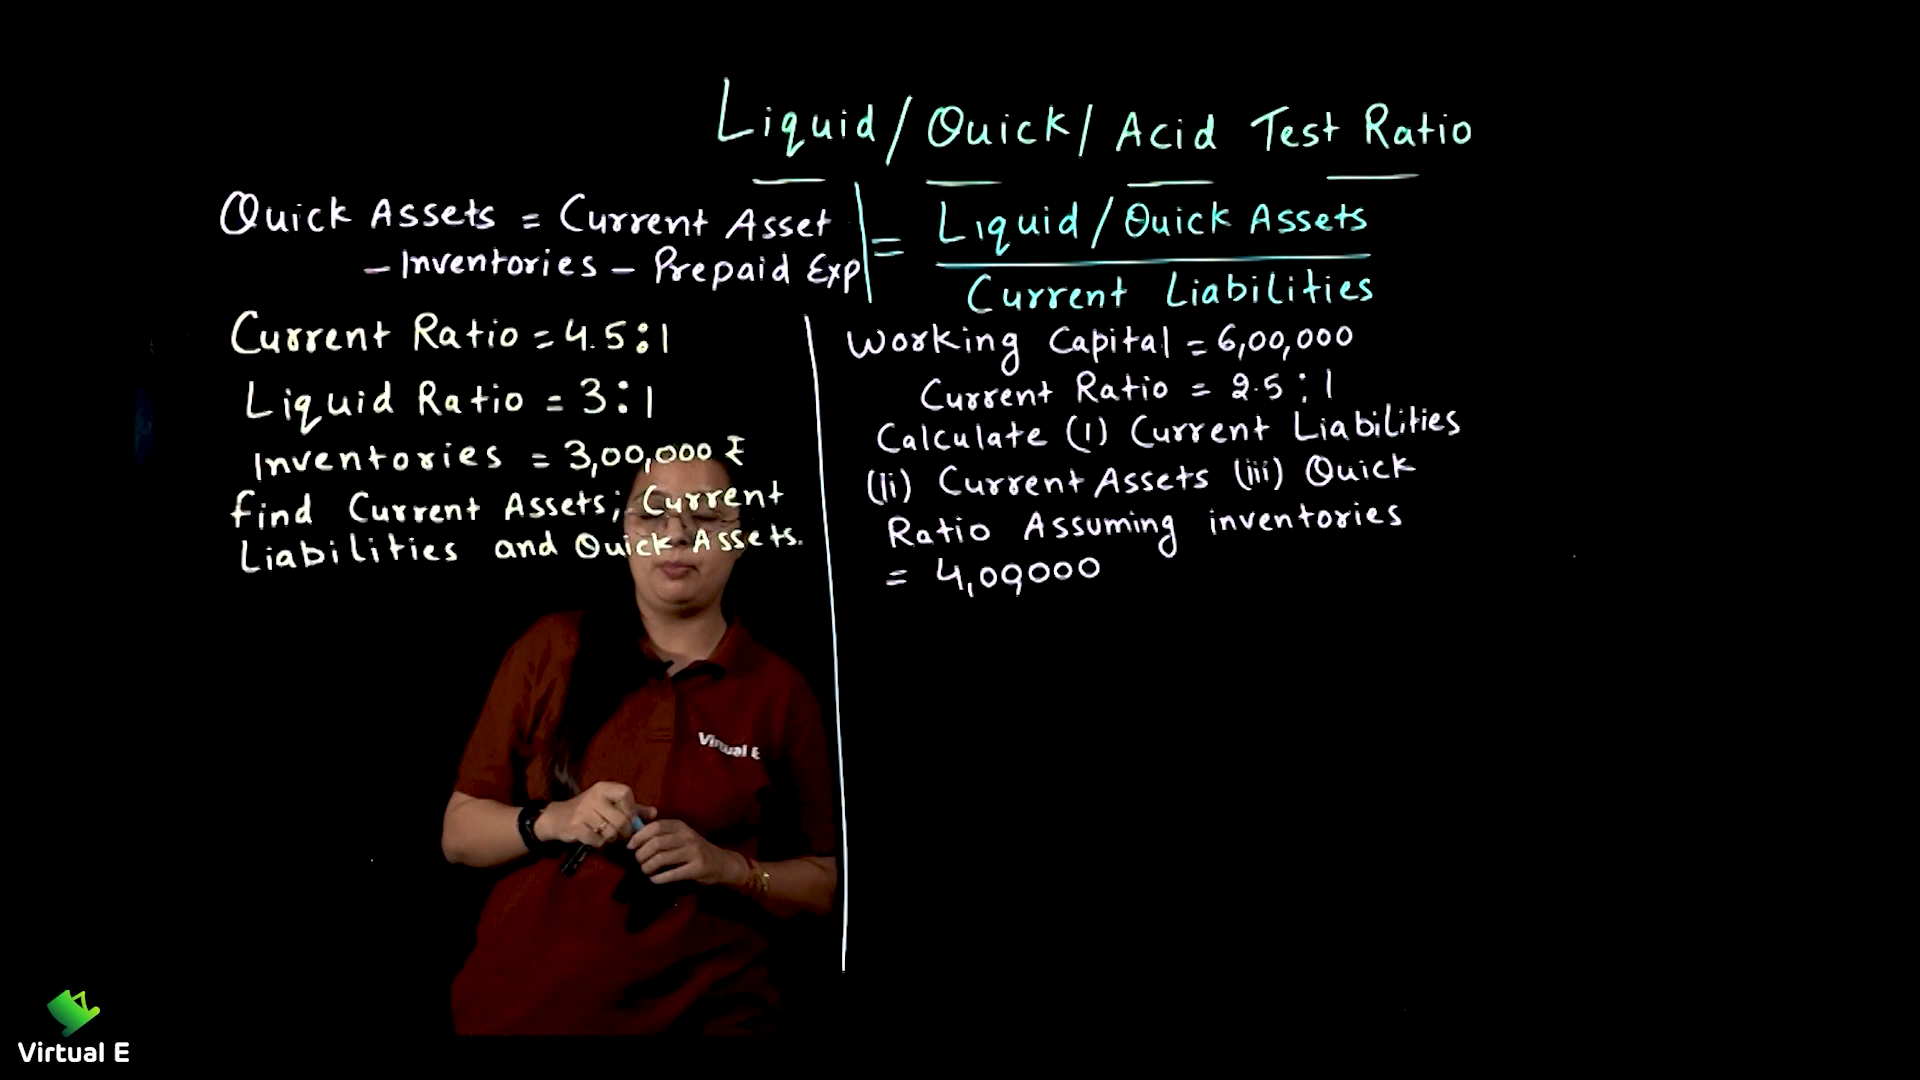 Liquid/Quick/Acid Test Ratio
Quick Assets = Current Asset
- Inventories - Prepaid Exp
= Liquid/Quick Assets
Current Liabilities
Current Ratio = 4.5:1
Liquid Ratio = 3:1
Inventories = 3,00,000 ₹
find Current Assets; Current
Liabilities and Quick Assets.
Working Capital = 6,00,000
Current Ratio = 2.5:1
Calculate (i) Current Liabilities
(ii) Current Assets (iii) Quick
Ratio Assuming inventories
= 4,00,000
Virtual E
Virtual E